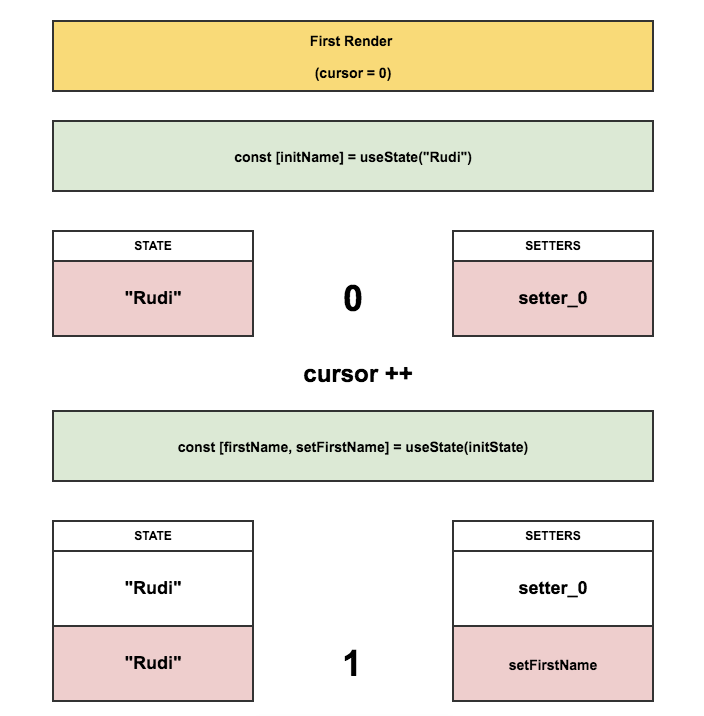 First Render
(cursor = 0)
const [initName] = useState("Rudi")
STATE
SETTERS
"Rudi"
0
setter_0
cursor ++
const [firstName, setFirstName] = useState(initState)
STATE
SETTERS
"Rudi"
setter_0
"Rudi"
1
setFirstName